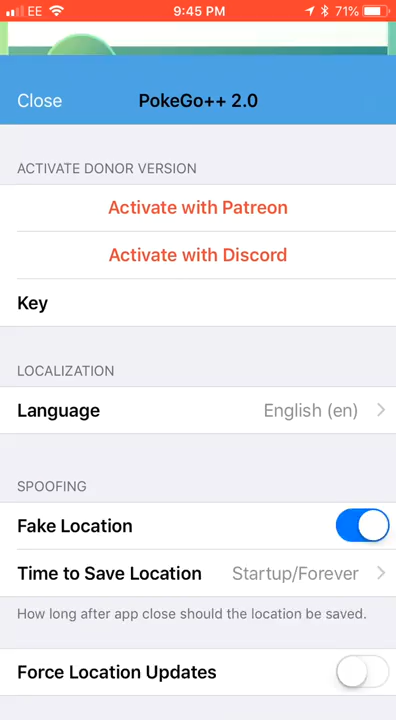 EE 9:45 PM 71%
Close PokeGo++ 2.0
ACTIVATE DONOR VERSION
Activate with Patreon
Activate with Discord
Key
LOCALIZATION
Language English (en)
SPOOFING
Fake Location
Time to Save Location Startup/Forever
How long after app close should the location be saved.
Force Location Updates